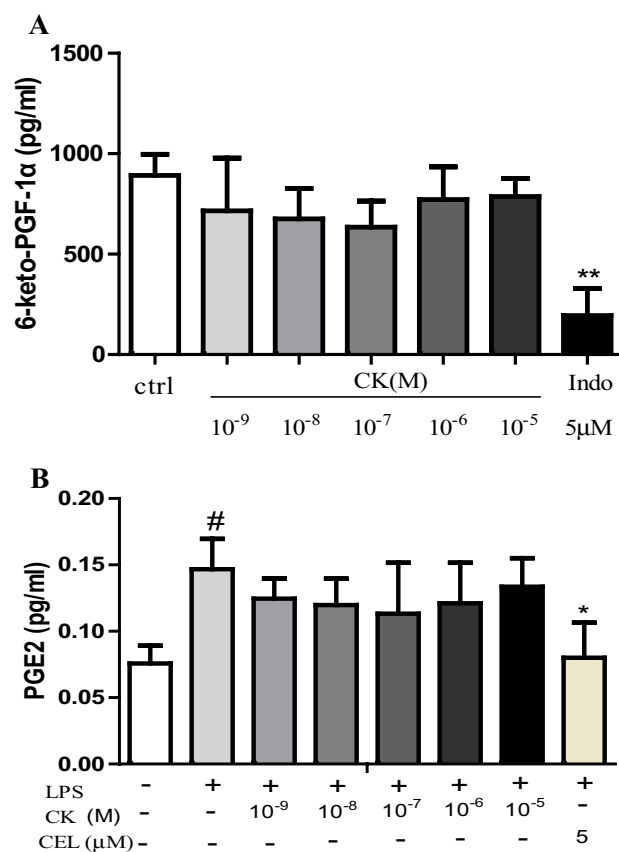 A
6-keto-PGF-1α (pg/ml)
1500
1000
500
0
**
ctrl CK(M) Indo
10⁻⁹ 10⁻⁸ 10⁻⁷ 10⁻⁶ 10⁻⁵ 5μM
B
PGE2 (pg/ml)
0.20
0.15
0.10
0.05
0.00
#
*
LPS - + + + + + + +
CK (M) - - 10⁻⁹ 10⁻⁸ 10⁻⁷ 10⁻⁶ 10⁻⁵ -
CEL (μM) - - - - - - - 5